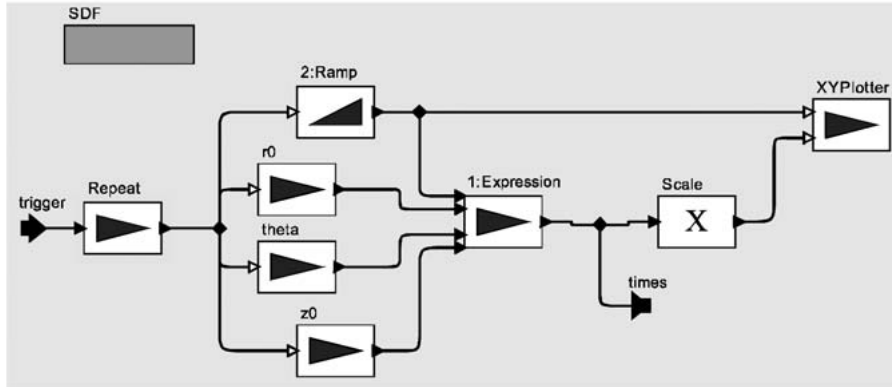 SDF
2:Ramp
XYPlotter
r0
trigger
Repeat
1:Expression
Scale
X
theta
times
z0